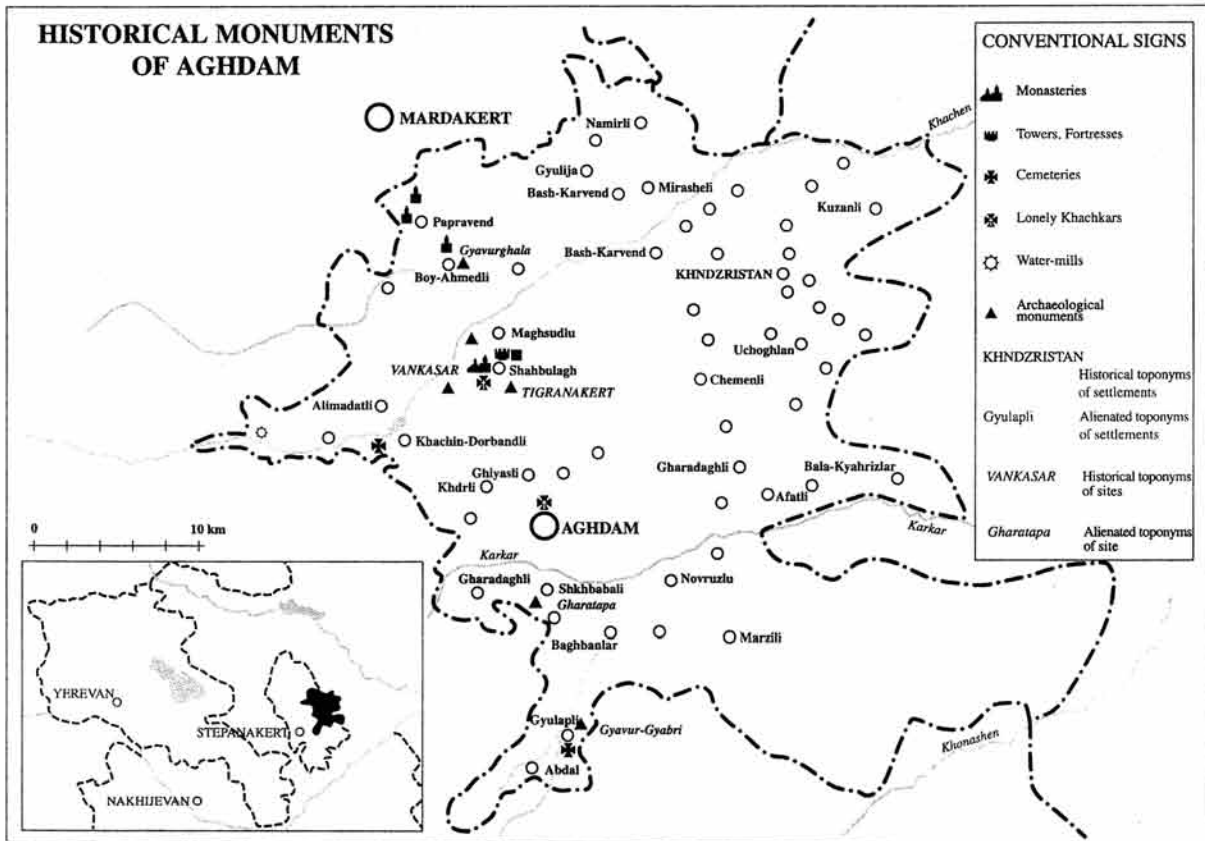 HISTORICAL MONUMENTS
OF AGHDAM
MARDAKERT
Namirli
Gyulija
Bash-Karvend
Mirasheli
Khachen
Kuzanli
Papravend
Gyavurghala
Boy-Ahmedli
Bash-Karvend
KHNDZRISTAN
Maghsudlu
Uchoghlan
VANKASAR
Shahbulagh
TIGRANAKERT
Chemenli
Alimadatli
Khachin-Dorbandli
Ghiyasli
Khdrli
Gharadaghli
Bala-Kyahrizlar
Afatli
AGHDAM
Karkar
Karkar
Gharadaghli
Shkhbabali
Gharatapa
Novruzlu
Baghbanlar
Marzili
Gyulapli
Gyavur-Gyabri
Abdal
Khonashen
0 10 km
YEREVAN
STEPANAKERT
NAKHIJEVAN
CONVENTIONAL SIGNS
Monasteries
Towers, Fortresses
Cemeteries
Lonely Khachkars
Water-mills
Archaeological
monuments
KHNDZRISTAN
Historical toponyms
of settlements
Gyulapli
Alienated toponyms
of settlements
VANKASAR
Historical toponyms
of sites
Gharatapa
Alienated toponyms
of site